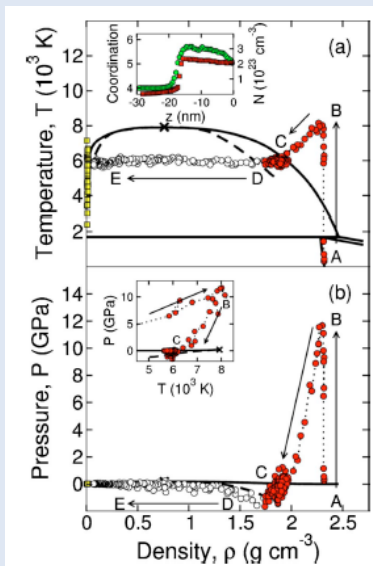 Coordination
6
5
4
3
2
1
0
N (10²³ cm⁻³)
-30
-20
-10
0
z (nm)
(a)
Temperature, T (10³ K)
12
10
8
6
4
2
B
C
E
D
A
(b)
P (GPa)
10
5
0
5
6
7
8
T (10³ K)
B
C
Pressure, P (GPa)
14
12
10
8
6
4
2
0
-2
B
C
E
D
A
0
0.5
1
1.5
2
2.5
Density, ρ (g cm⁻³)